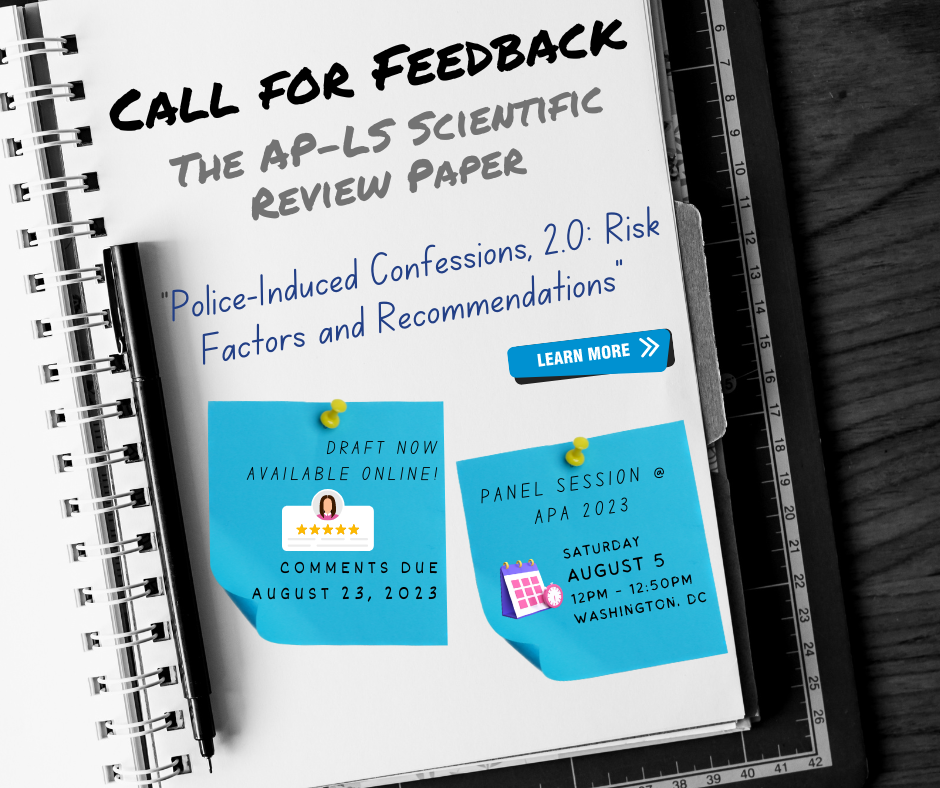 Call for Feedback
The AP-LS Scientific
Review Paper
"Police-Induced Confessions, 2.0: Risk
Factors and Recommendations"
LEARN MORE
DRAFT NOW
AVAILABLE ONLINE!
COMMENTS DUE
AUGUST 23, 2023
PANEL SESSION @
APA 2023
SATURDAY
AUGUST 5
12PM - 12:50PM
WASHINGTON, DC
6
7
8
9
10
11
12
13
14
15
16
17
18
19
20
21
22
23
24
25
26
37
38
39
40
41
42